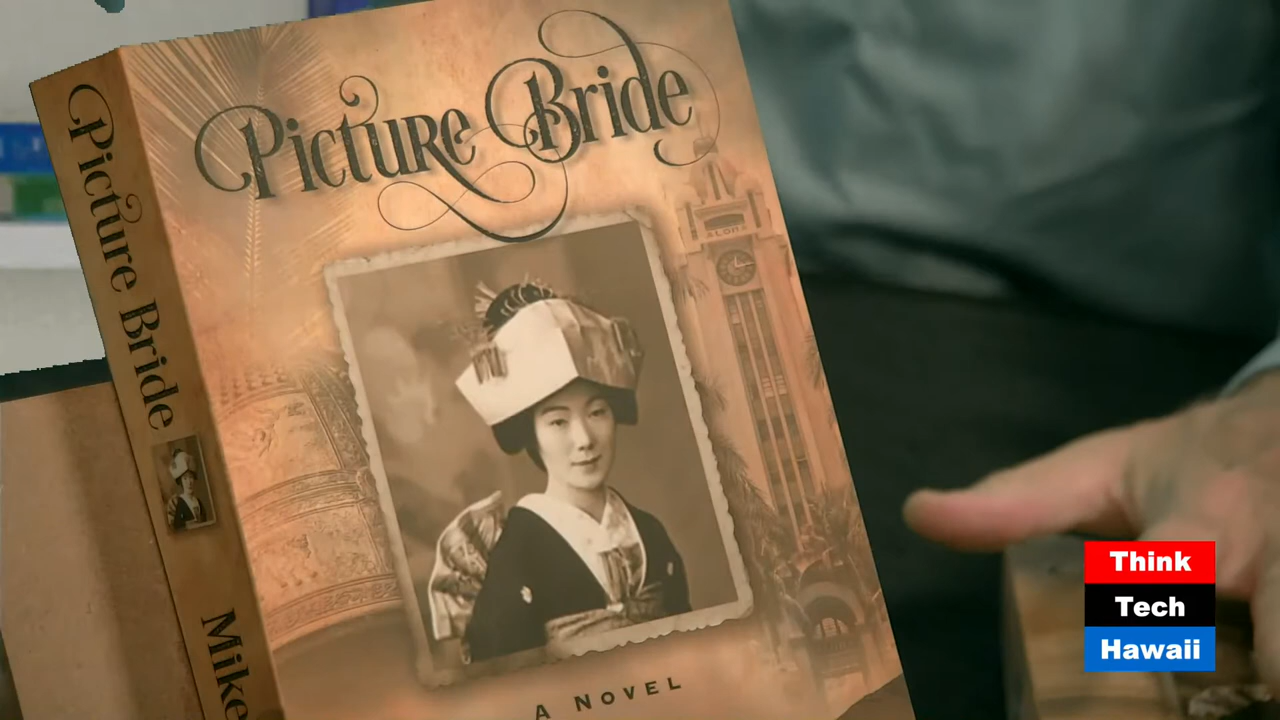 Picture Bride
Picture Bride
Mike
ALOHA
A NOVEL
Think
Tech
Hawaii